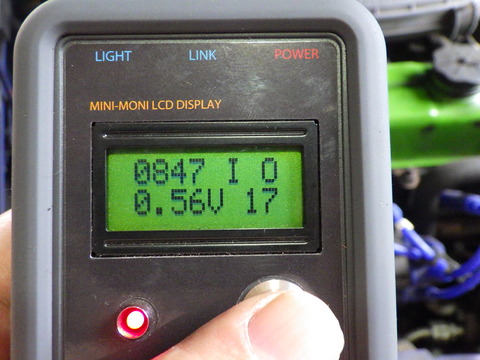 LIGHT LINK POWER
MINI-MONI LCD DISPLAY
0847 I 0
0.56V 17